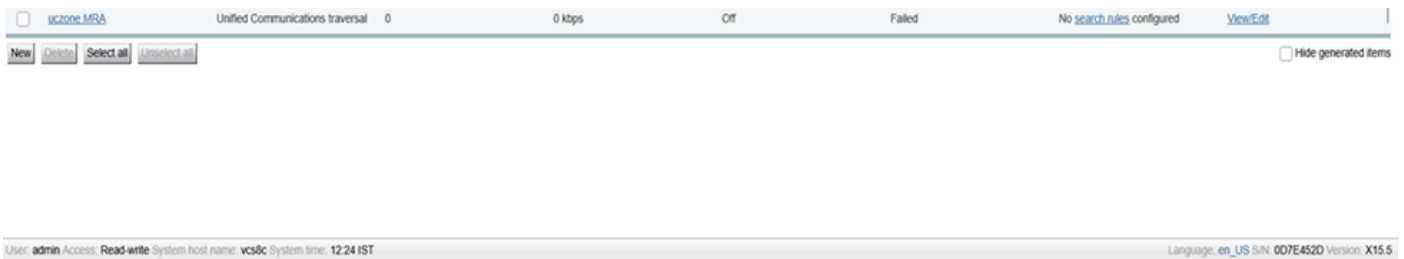 uczone MRA Unified Communications traversal 0 0 kbps Off Failed No search rules configured View/Edit
New Delete Select all Unselect all Hide generated items
User: admin Access: Read-write System host name: vcs8c System time: 12:24 IST Language: en_US S/N: 0D7E452D Version: X15.5